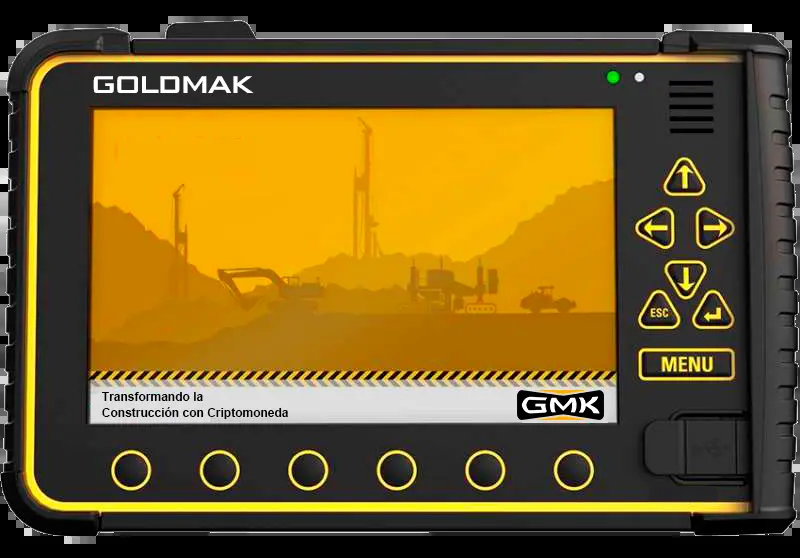 GOLDMAK
Transformando la
Construcción con Criptomoneda
GMK
ESC
MENU